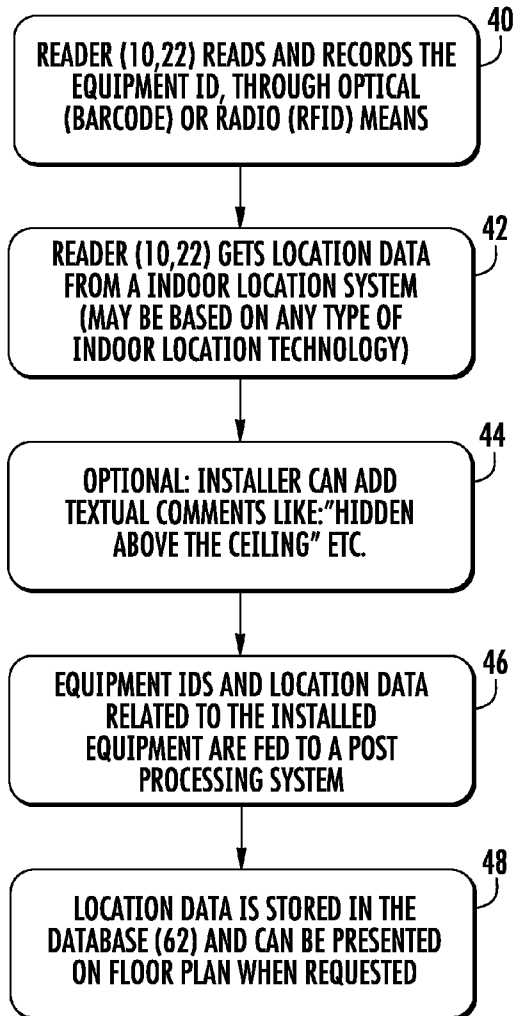 40
READER (10,22) READS AND RECORDS THE
EQUIPMENT ID, THROUGH OPTICAL
(BARCODE) OR RADIO (RFID) MEANS
42
READER (10,22) GETS LOCATION DATA
FROM A INDOOR LOCATION SYSTEM
(MAY BE BASED ON ANY TYPE OF
INDOOR LOCATION TECHNOLOGY)
44
OPTIONAL: INSTALLER CAN ADD
TEXTUAL COMMENTS LIKE:"HIDDEN
ABOVE THE CEILING" ETC.
46
EQUIPMENT IDS AND LOCATION DATA
RELATED TO THE INSTALLED
EQUIPMENT ARE FED TO A POST
PROCESSING SYSTEM
48
LOCATION DATA IS STORED IN THE
DATABASE (62) AND CAN BE PRESENTED
ON FLOOR PLAN WHEN REQUESTED